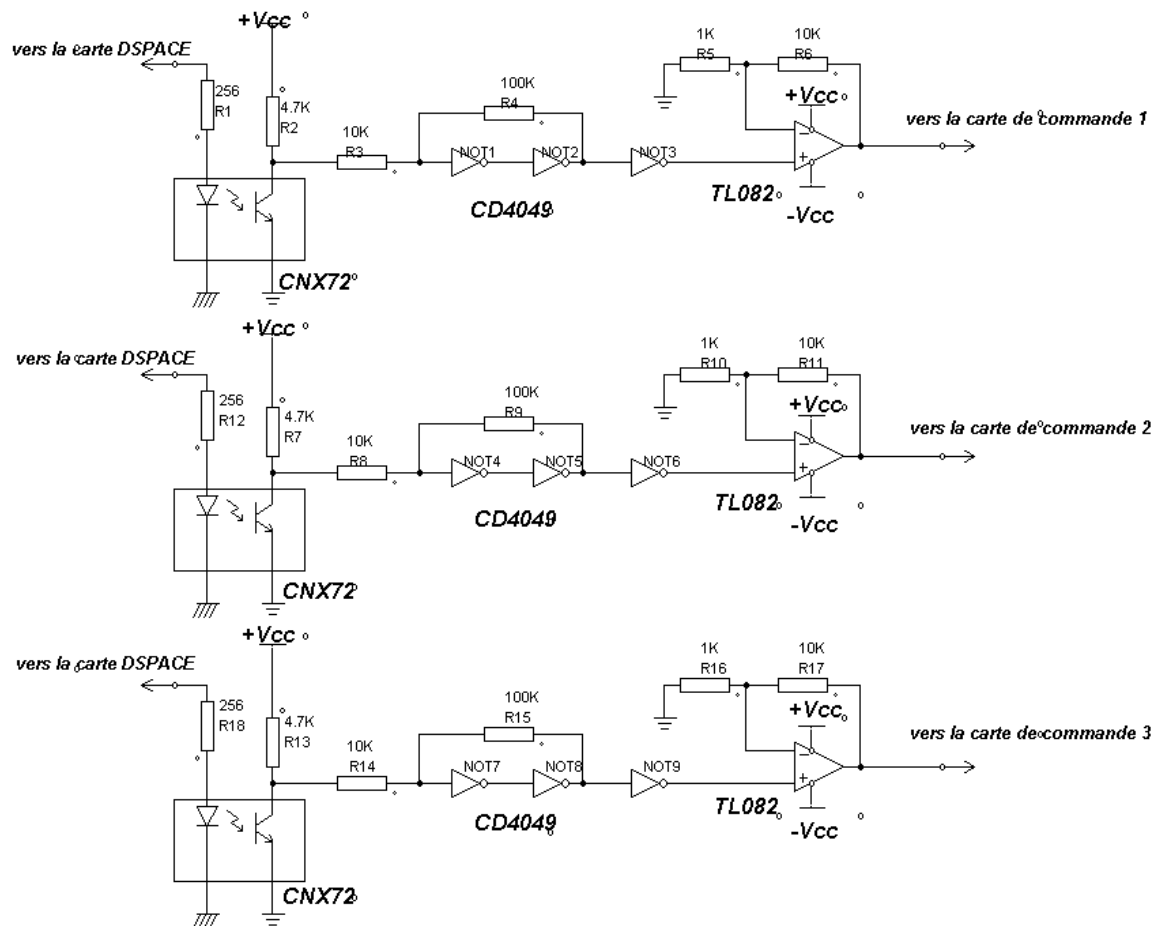 +Vcc
vers la carte DSPACE
256
R1
4.7K
R2
10K
R3
100K
R4
NOT1
NOT2
NOT3
CD4049
1K
R5
10K
R6
+Vcc
TL082
-Vcc
vers la carte de commande 1
CNX72
+Vcc
vers la carte DSPACE
256
R12
4.7K
R7
10K
R8
100K
R9
NOT4
NOT5
NOT6
CD4049
1K
R10
10K
R11
+Vcc
TL082
-Vcc
vers la carte de commande 2
CNX72
+Vcc
vers la carte DSPACE
256
R18
4.7K
R13
10K
R14
100K
R15
NOT7
NOT8
NOT9
CD4049
1K
R16
10K
R17
+Vcc
TL082
-Vcc
vers la carte de commande 3
CNX72